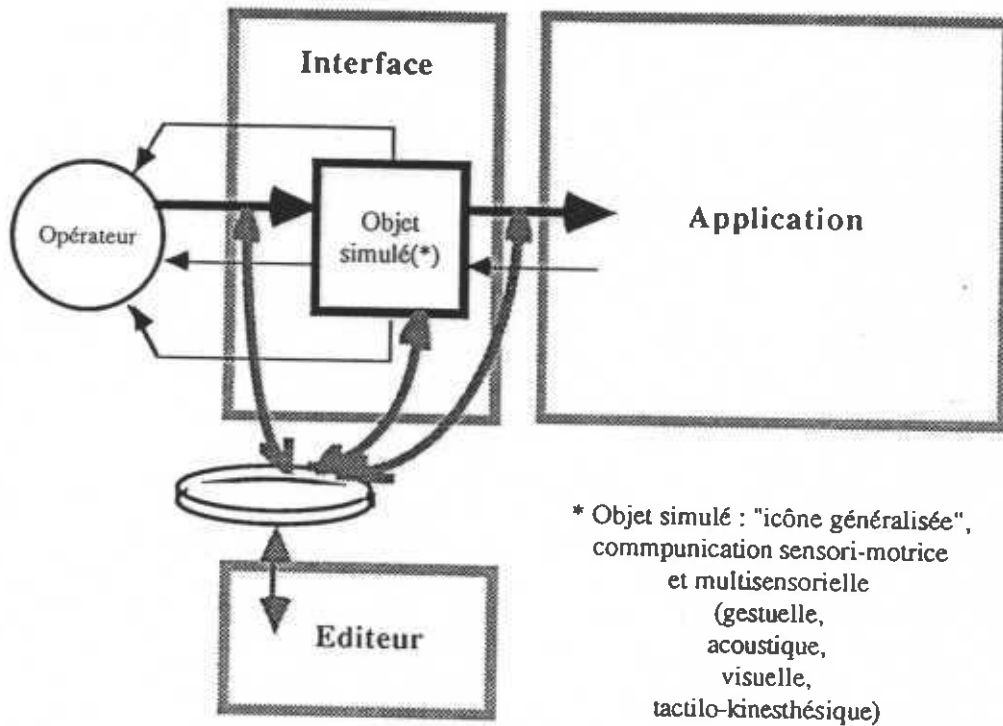 Interface
Opérateur
Objet
simulé(*)
Application
Editeur
* Objet simulé : "icône généralisée",
commpunication sensori-motrice
et multisensorielle
(gestuelle,
acoustique,
visuelle,
tactilo-kinesthésique)